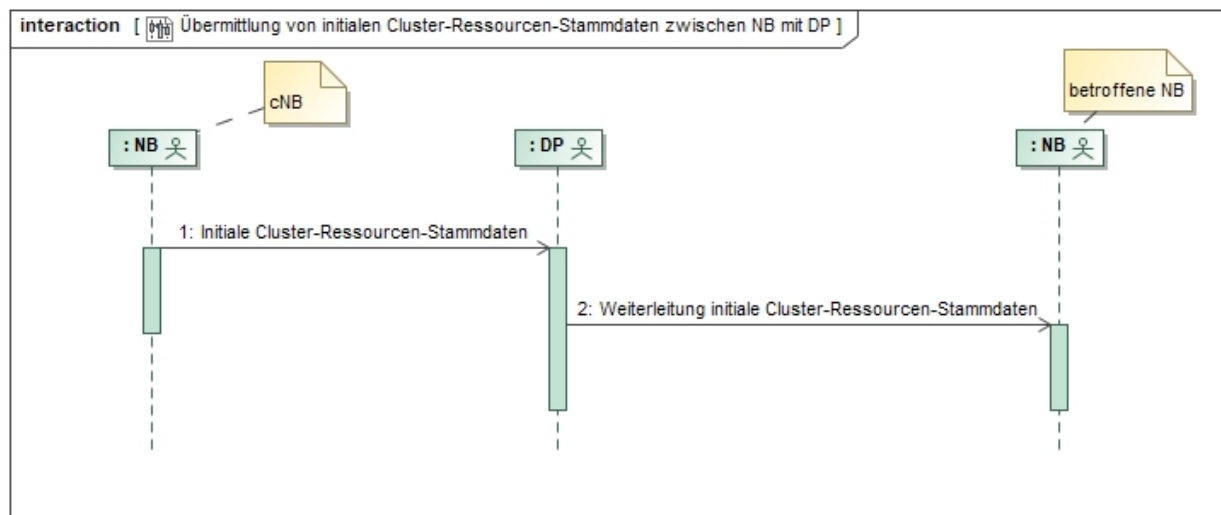 interaction [ Übermittlung von initialen Cluster-Ressourcen-Stammdaten zwischen NB mit DP ]
cNB
betroffene NB
: NB
: DP
: NB
1: Initiale Cluster-Ressourcen-Stammdaten
2: Weiterleitung initiale Cluster-Ressourcen-Stammdaten